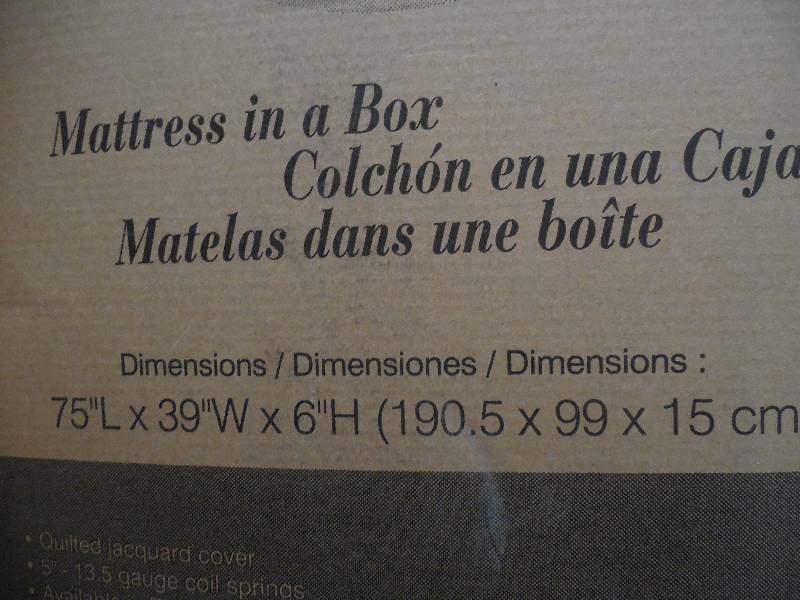 Mattress in a Box
Colchón en una Caja
Matelas dans une boîte
Dimensions / Dimensiones / Dimensions :
75"L x 39"W x 6"H (190.5 x 99 x 15 cm
• Quilted jacquard cover
• 5" - 13.5 gauge coil springs
•